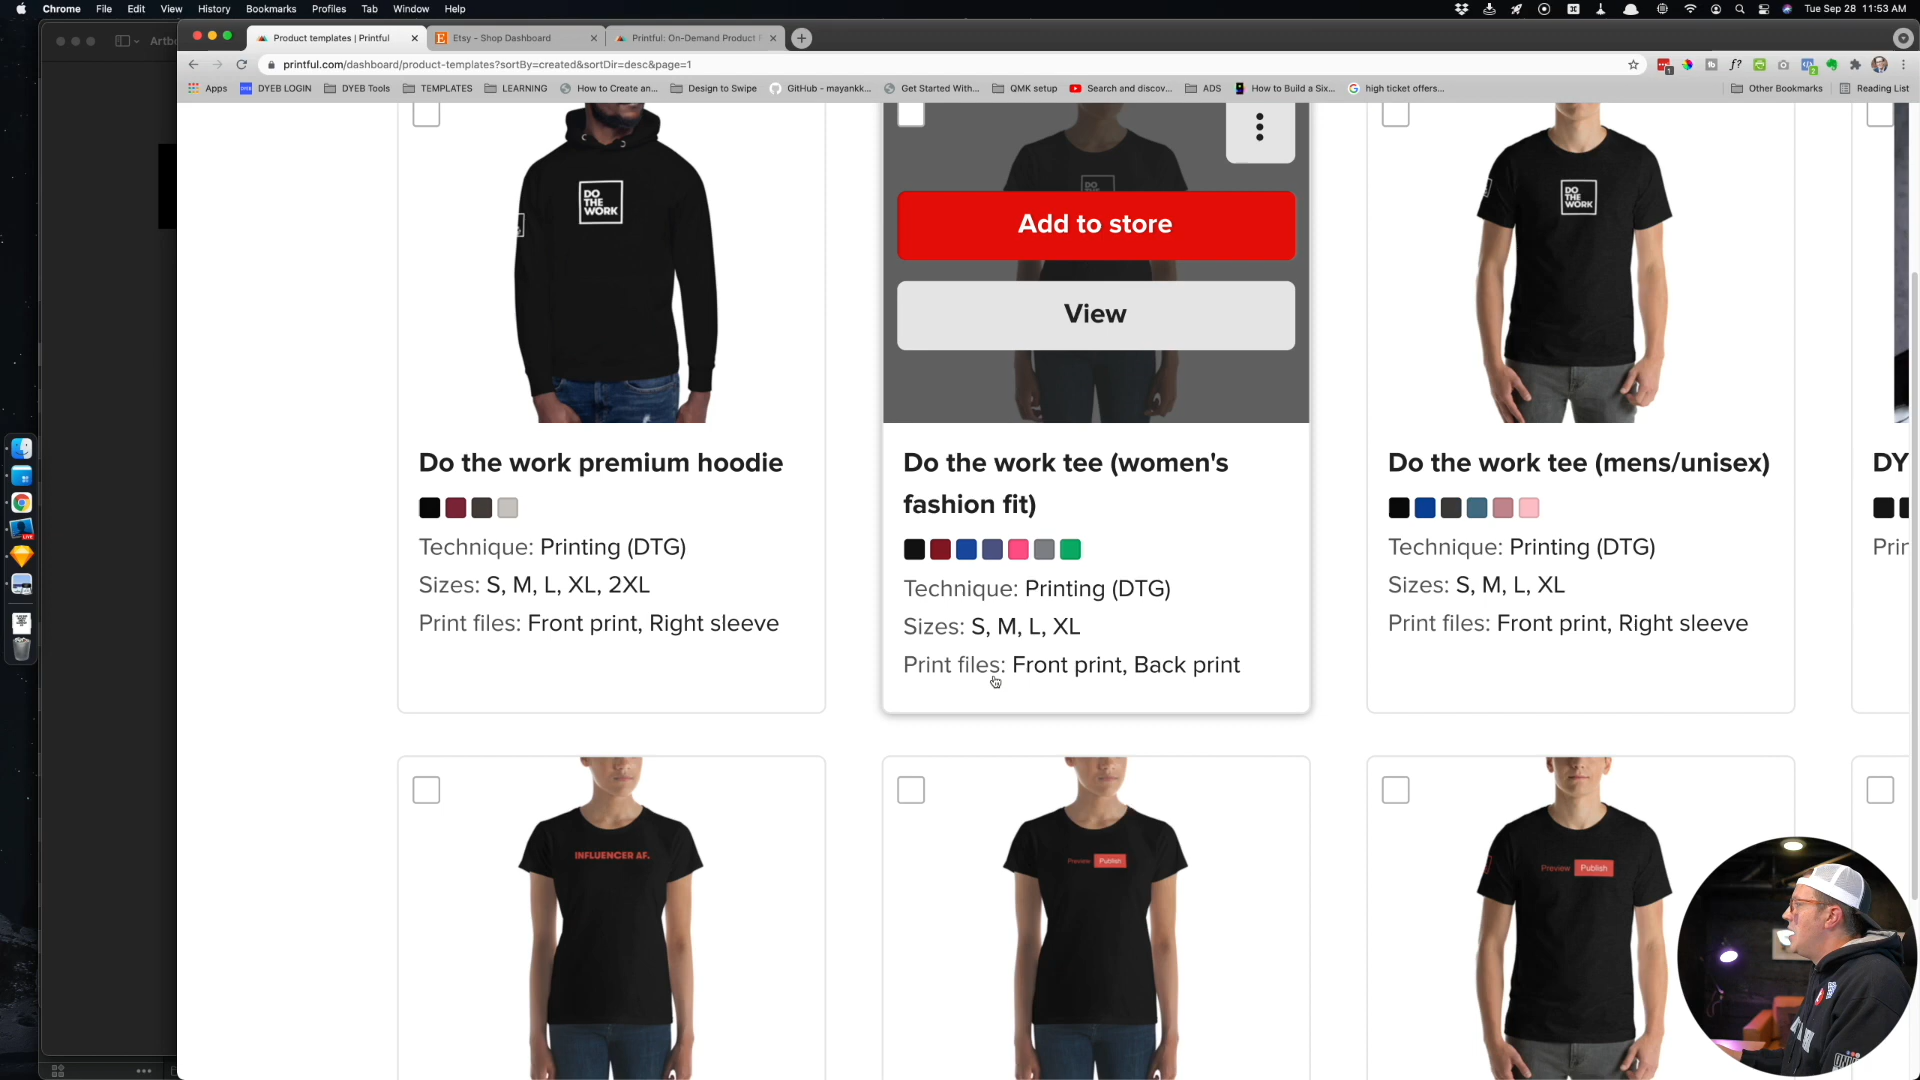 Chrome File Edit View History Bookmarks Profiles Tab Window Help
Tue Sep 28 11:53 AM
Product templates | Printful
Etsy - Shop Dashboard
Printful: On-Demand Product
printful.com/dashboard/product-templates?sortBy=created&sortDir=desc&page=1
Apps DYEB LOGIN DYEB Tools TEMPLATES LEARNING How to Create an... Design to Swipe GitHub - mayankk... Get Started With... QMK setup Search and discov... ADS How to Build a Six... high ticket offers... Other Bookmarks Reading List
DO
THE
WORK
Add to store
View
DO
THE
WORK
Do the work premium hoodie
Technique: Printing (DTG)
Sizes: S, M, L, XL, 2XL
Print files: Front print, Right sleeve
Do the work tee (women's
fashion fit)
Technique: Printing (DTG)
Sizes: S, M, L, XL
Print files: Front print, Back print
Do the work tee (mens/unisex)
Technique: Printing (DTG)
Sizes: S, M, L, XL
Print files: Front print, Right sleeve
DY
Prir
INFLUENCER AF.
Preview Publish
Preview Publish